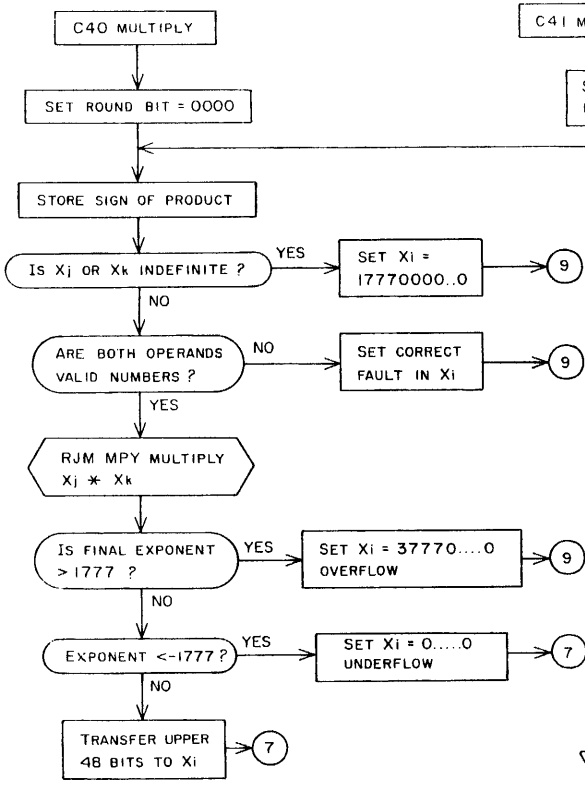 C40 MULTIPLY
C41 M
SET ROUND BIT = 0000
S
STORE SIGN OF PRODUCT
IS Xj OR Xk INDEFINITE ?
YES
SET Xi =
17770000..0
9
NO
ARE BOTH OPERANDS
VALID NUMBERS ?
NO
SET CORRECT
FAULT IN Xi
9
YES
RJM MPY MULTIPLY
Xj * Xk
IS FINAL EXPONENT
> 1777 ?
YES
SET Xi = 37770....0
OVERFLOW
9
NO
EXPONENT <-1777 ?
YES
SET Xi = 0.....0
UNDERFLOW
7
NO
TRANSFER UPPER
48 BITS TO Xi
7